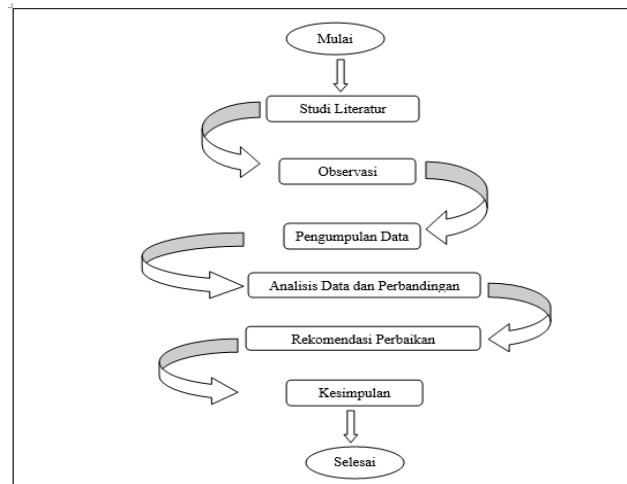 Mulai
Studi Literatur
Observasi
Pengumpulan Data
Analisis Data dan Perbandingan
Rekomendasi Perbaikan
Kesimpulan
Selesai